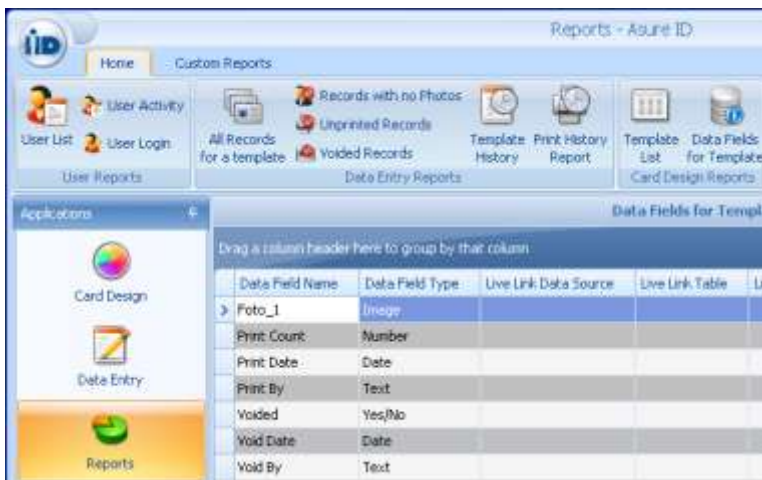 Reports - Asure ID
iID
Home Custom Reports
User List
User Activity
User Login
User Reports
All Records
for a template
Records with no Photos
Unprinted Records
Voided Records
Template
History
Print History
Report
Data Entry Reports
Template
List
Data Fields
for Template
Card Design Reports
Applications
Data Fields for Templ
Drag a column header here to group by that column
Data Field Name Data Field Type Live Link Data Source Live Link Table
Foto_1 Image
Print Count Number
Print Date Date
Print By Text
Voided Yes/No
Void Date Date
Void By Text
Card Design
Data Entry
Reports